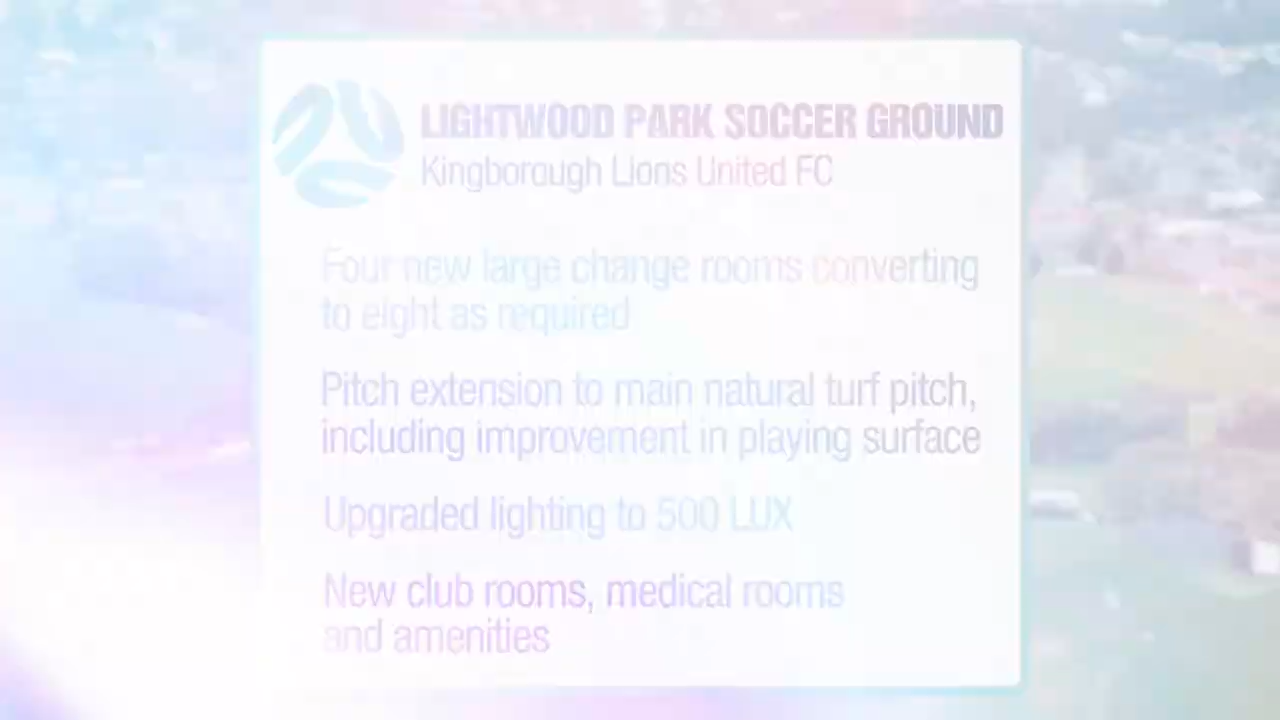 LIGHTWOOD PARK SOCCER GROUND
Kingborough Lions United FC
Four new large change rooms converting
to eight as required
Pitch extension to main natural turf pitch,
including improvement in playing surface
Upgraded lighting to 500 LUX
New club rooms, medical rooms
and amenities